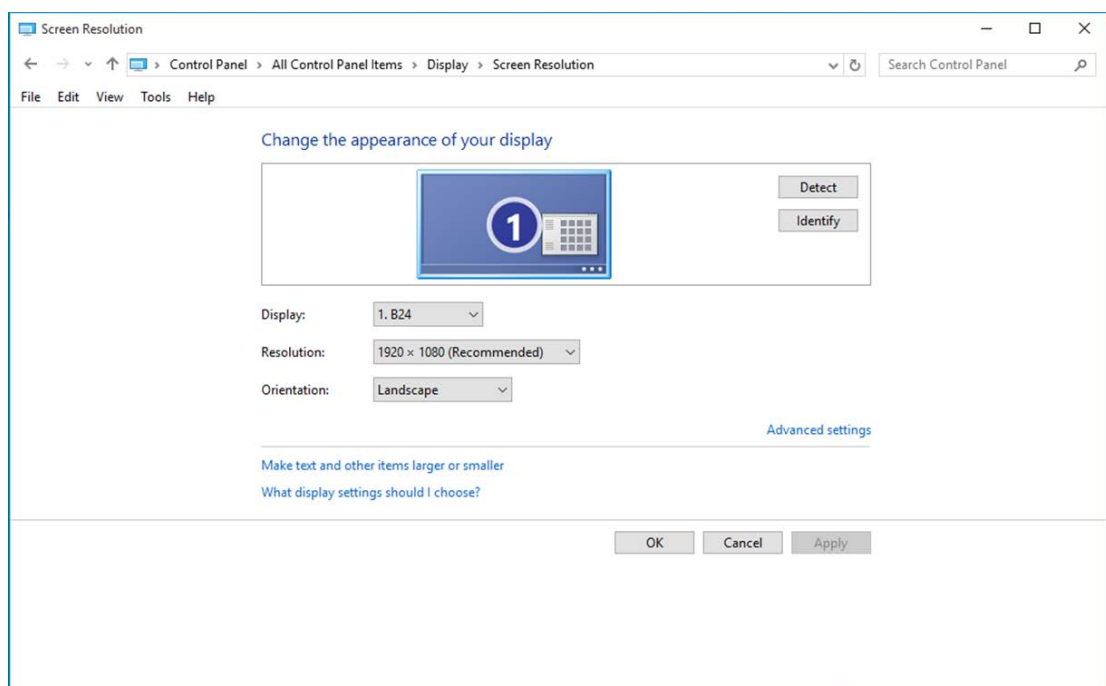 Screen Resolution
Control Panel > All Control Panel Items > Display > Screen Resolution
Search Control Panel
File Edit View Tools Help
Change the appearance of your display
1
Detect
Identify
Display: 1. B24
Resolution: 1920 × 1080 (Recommended)
Orientation: Landscape
Advanced settings
Make text and other items larger or smaller
What display settings should I choose?
OK Cancel Apply